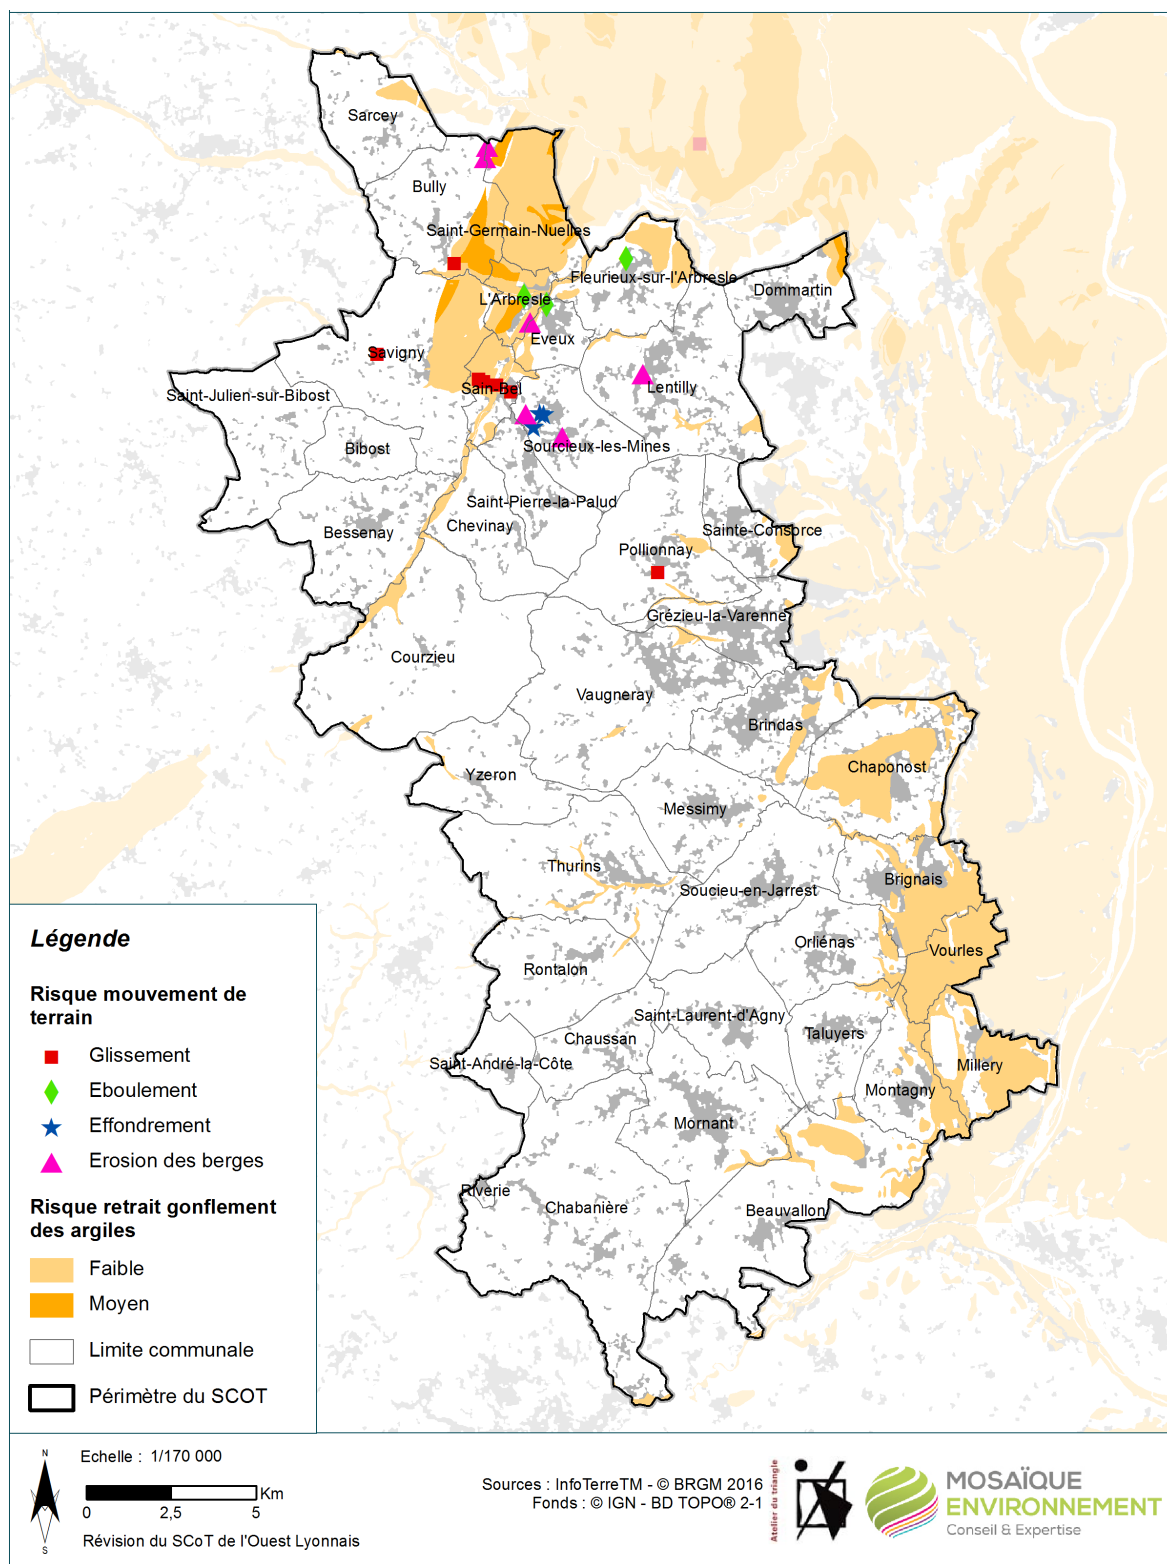 Sarcey
Bully
Saint-Germain-Nuelles
Fleurieux-sur-l'Arbresle
Dommartin
L'Arbresle
Eveux
Savigny
Lentilly
Sain-Bel
Saint-Julien-sur-Bibost
Bibost
Sourcieux-les-Mines
Saint-Pierre-la-Palud
Chevinay
Bessenay
Sainte-Consorce
Pollionnay
Grézieu-la-Varenne
Courzieu
Vaugneray
Brindas
Chaponost
Yzeron
Messimy
Thurins
Soucieu-en-Jarrest
Brignais
Orliénas
Vourles
Rontalon
Saint-Laurent-d'Agny
Chaussan
Taluyers
Saint-André-la-Côte
Millery
Montagny
Mornant
Riverie
Chabanière
Beauvallon
Légende
Risque mouvement de
terrain
Glissement
Eboulement
Effondrement
Erosion des berges
Risque retrait gonflement
des argiles
Faible
Moyen
Limite communale
Périmètre du SCOT
N
S
Echelle : 1/170 000
Km
0 2,5 5
Révision du SCoT de l'Ouest Lyonnais
Sources : InfoTerreTM - © BRGM 2016
Fonds : © IGN - BD TOPO® 2-1
Atelier du triangle
MOSAÏQUE
ENVIRONNEMENT
Conseil & Expertise